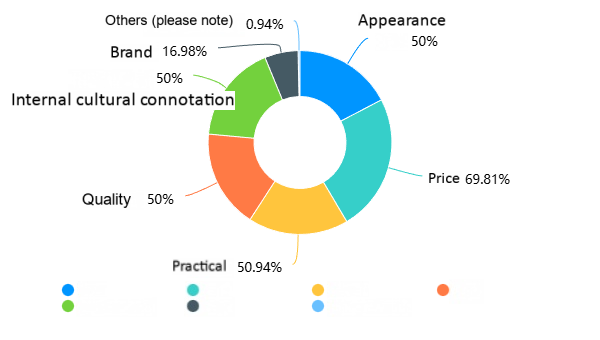 Others (please note) 0.94%
Appearance
50%
Brand 16.98%
50%
Internal cultural connotation
Price 69.81%
Quality 50%
Practical 50.94%